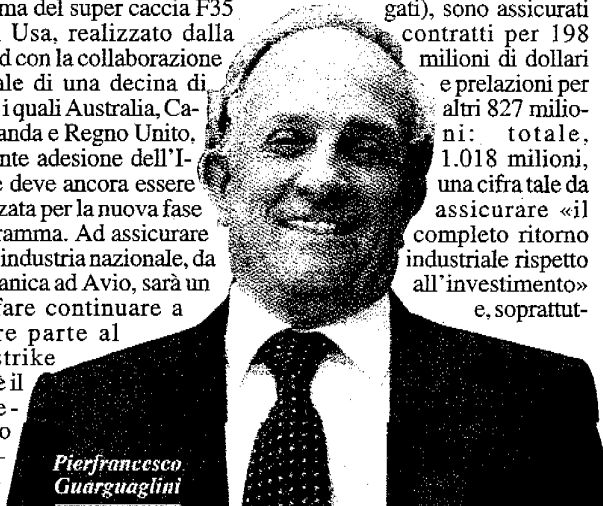 ma del super caccia F35
Usa, realizzato dalla
d con la collaborazione
ale di una decina di
i quali Australia, Ca-
anda e Regno Unito,
nte adesione dell'I-
e deve ancora essere
zata per la nuova fase
ramma. Ad assicurare
industria nazionale, da
anica ad Avio, sarà un
fare continuare a
re parte al
strike
è il
e-
o
gati), sono assicurati
contratti per 198
milioni di dollari
e prelazioni per
altri 827 milio-
ni: totale,
1.018 milioni,
una cifra tale da
assicurare «il
completo ritorno
industriale rispetto
all'investimento»
e, soprattut-
Pierfrancesco
Guarguaglini